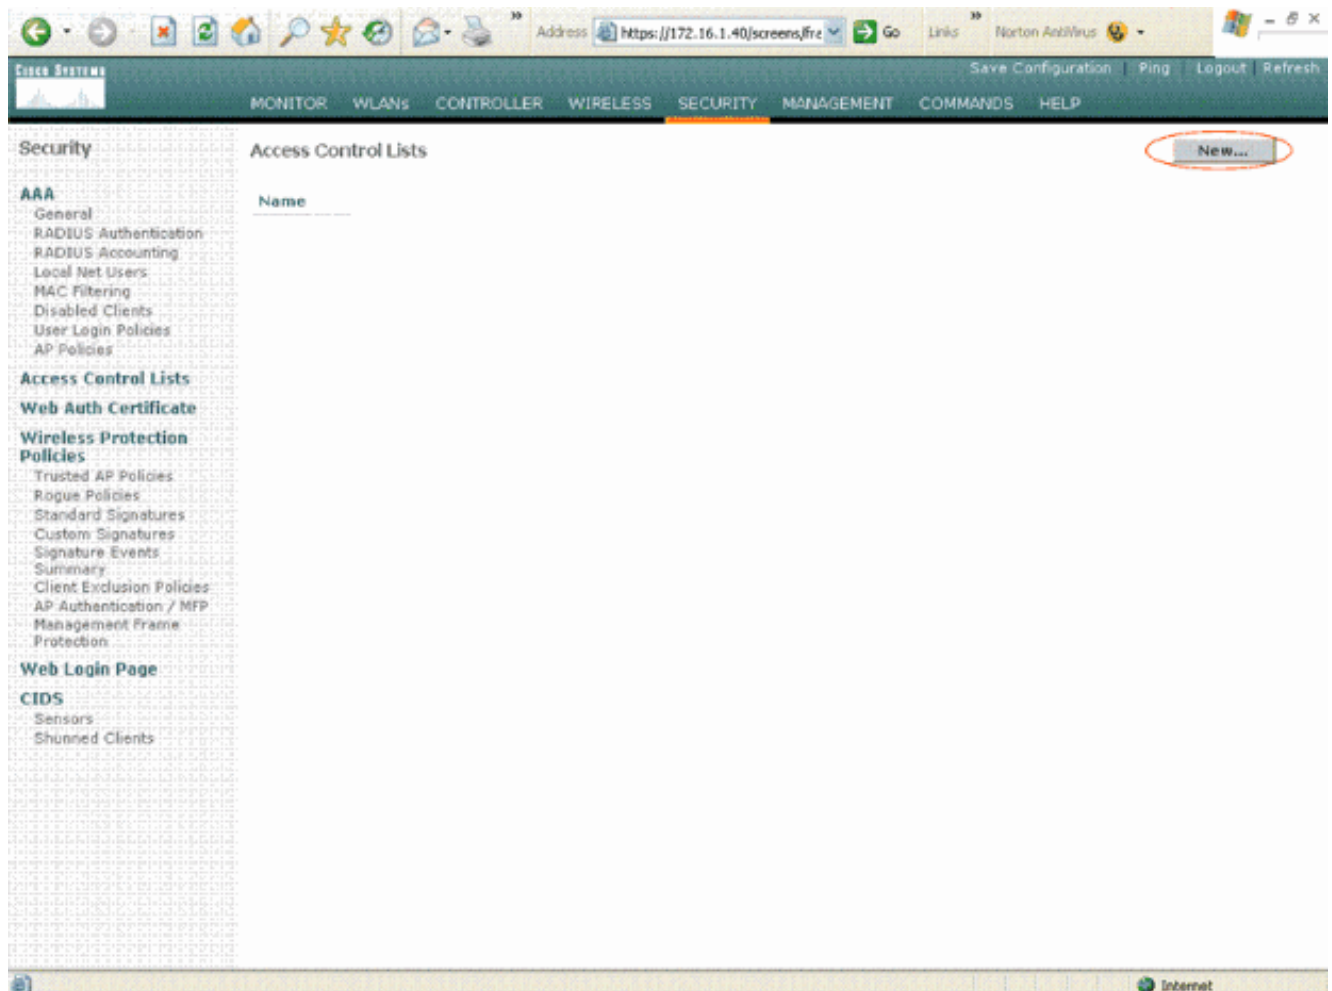 » Address https://172.16.1.40/screens/fra Go Links » Norton AntiVirus
CISCO SYSTEMS
Save Configuration | Ping | Logout | Refresh
MONITOR WLANs CONTROLLER WIRELESS SECURITY MANAGEMENT COMMANDS HELP
Security
AAA
General
RADIUS Authentication
RADIUS Accounting
Local Net Users
MAC Filtering
Disabled Clients
User Login Policies
AP Policies
Access Control Lists
Web Auth Certificate
Wireless Protection
Policies
Trusted AP Policies
Rogue Policies
Standard Signatures
Custom Signatures
Signature Events
Summary
Client Exclusion Policies
AP Authentication / MFP
Management Frame
Protection
Web Login Page
CIDS
Sensors
Shunned Clients
Access Control Lists
New...
Name
Internet